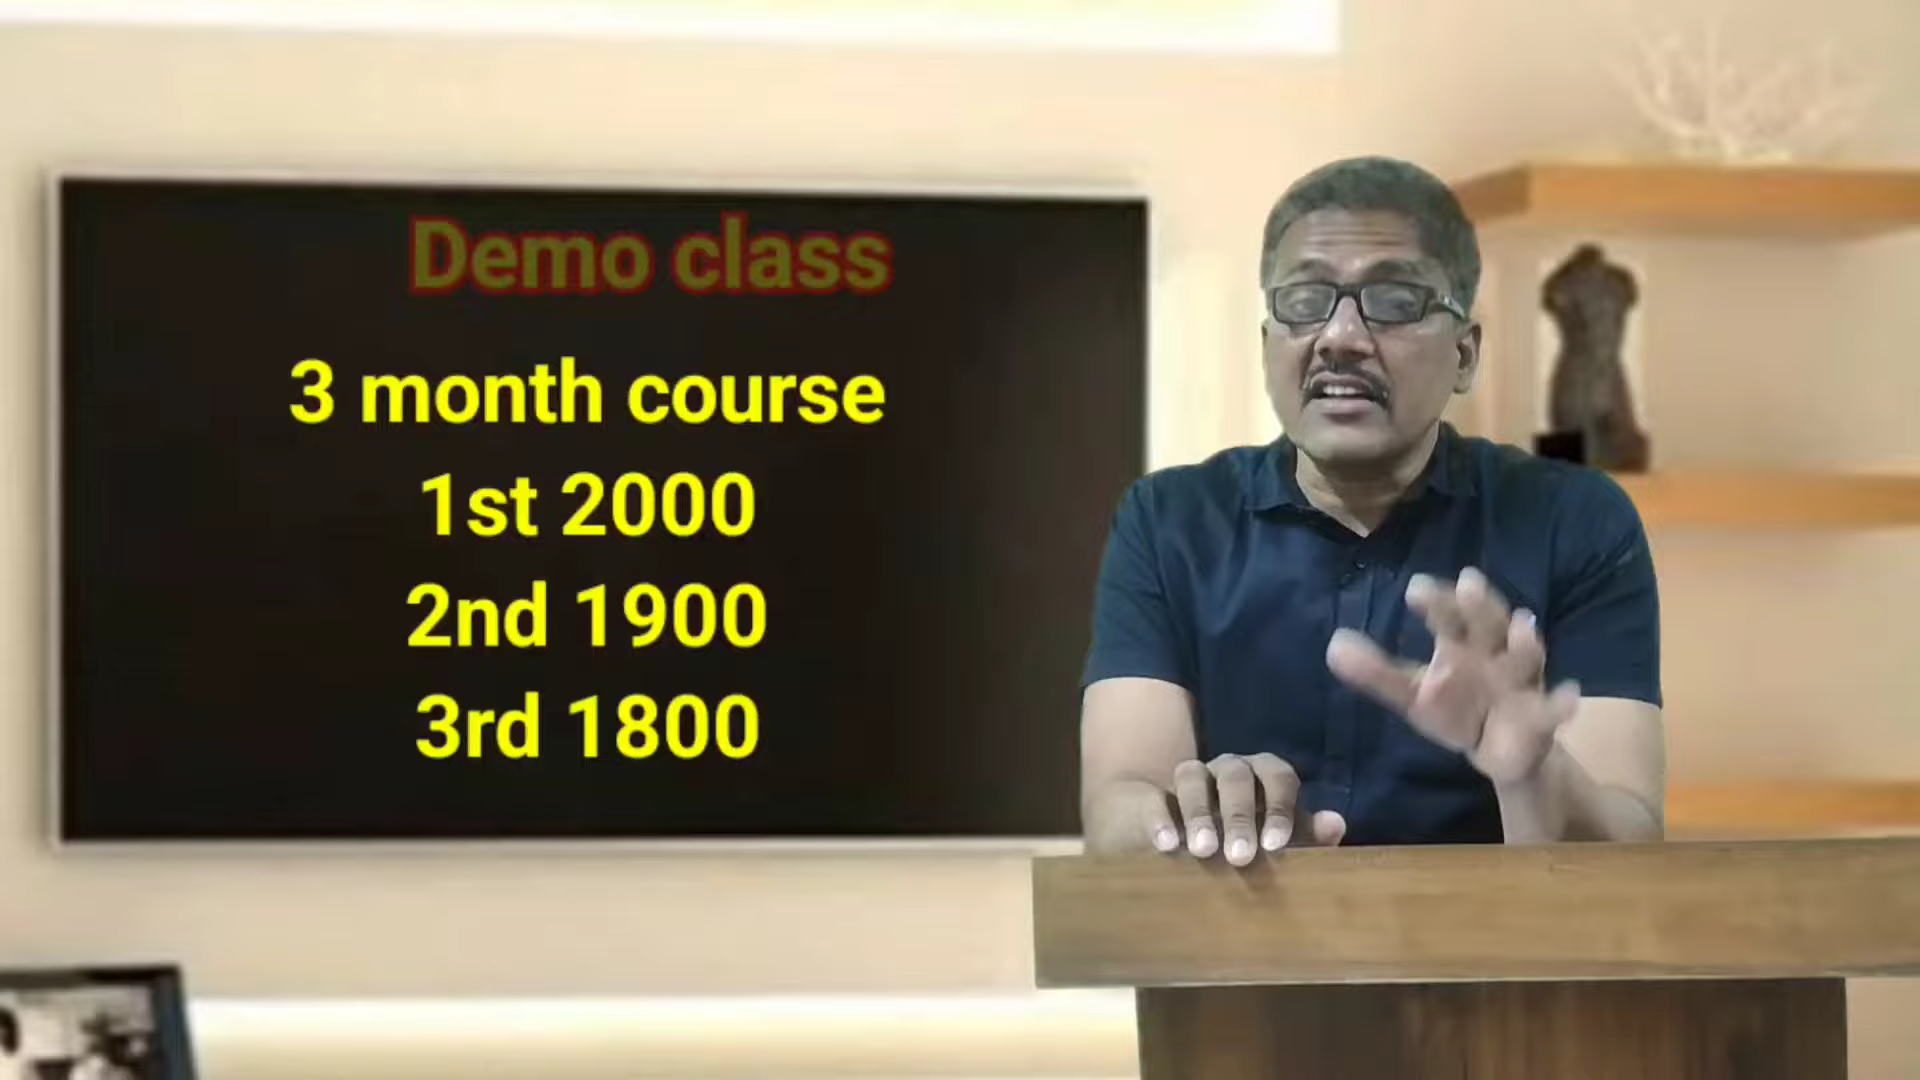 Demo class
3 month course
1st 2000
2nd 1900
3rd 1800